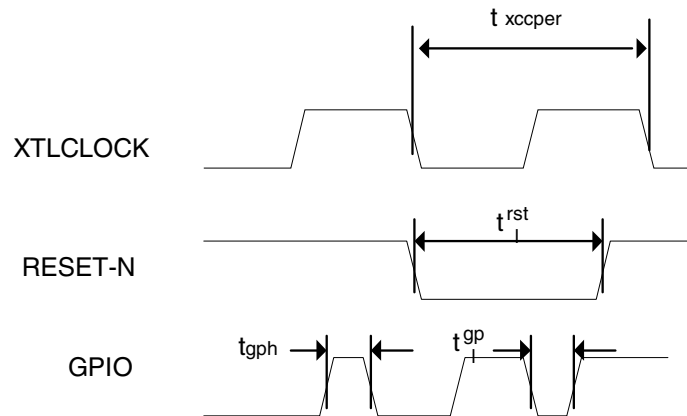 t xccper
XTLCLOCK
t rst
RESET-N
tgph
t gp
GPIO